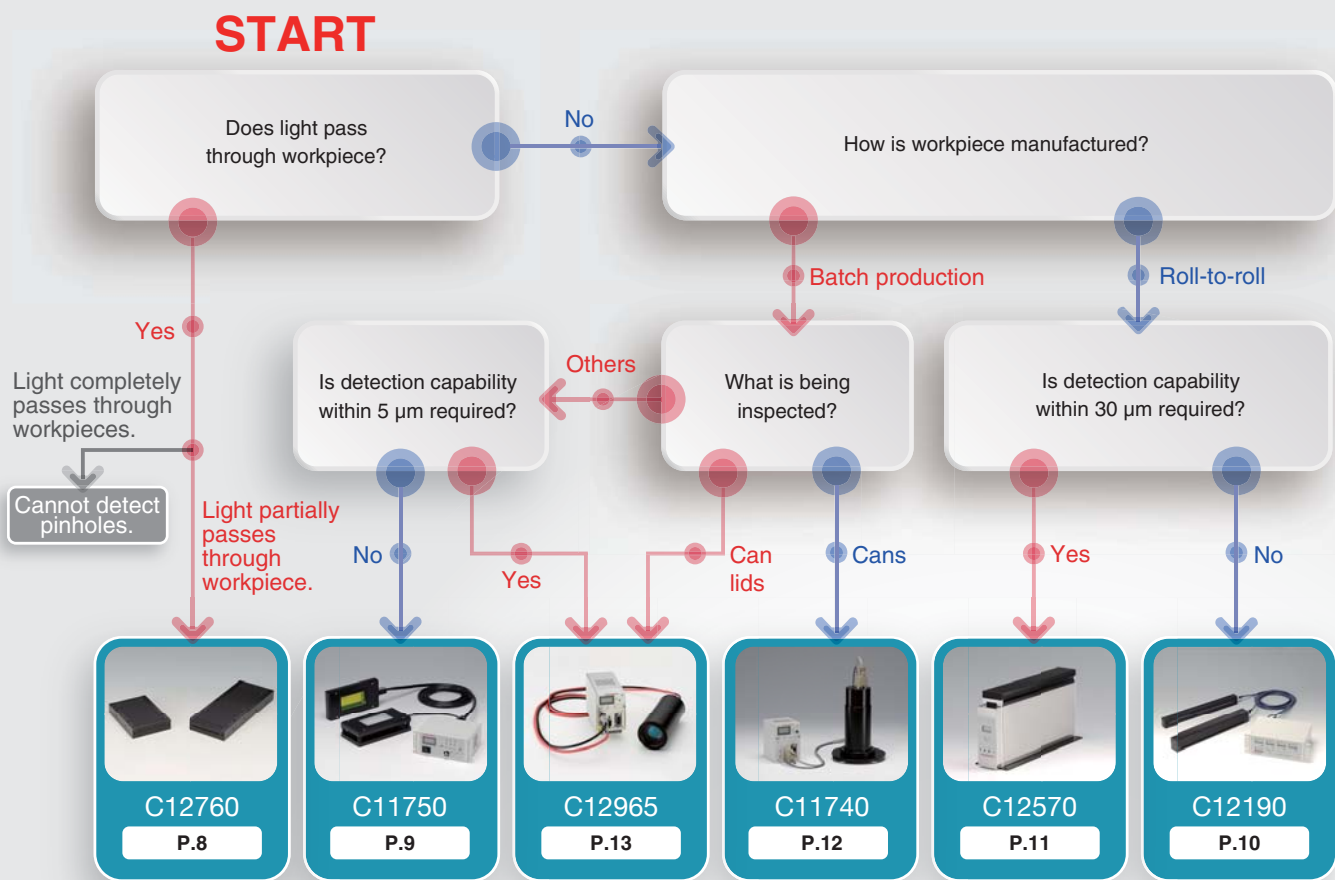 START
Does light pass
through workpiece?
No
How is workpiece manufactured?
Batch production
Roll-to-roll
Yes
Light completely
passes through
workpieces.
Cannot detect
pinholes.
Light partially
passes
through
workpiece.
Is detection capability
within 5 µm required?
Others
What is being
inspected?
Is detection capability
within 30 µm required?
No
Yes
Can
lids
Cans
Yes
No
C12760
P.8
C11750
P.9
C12965
P.13
C11740
P.12
C12570
P.11
C12190
P.10